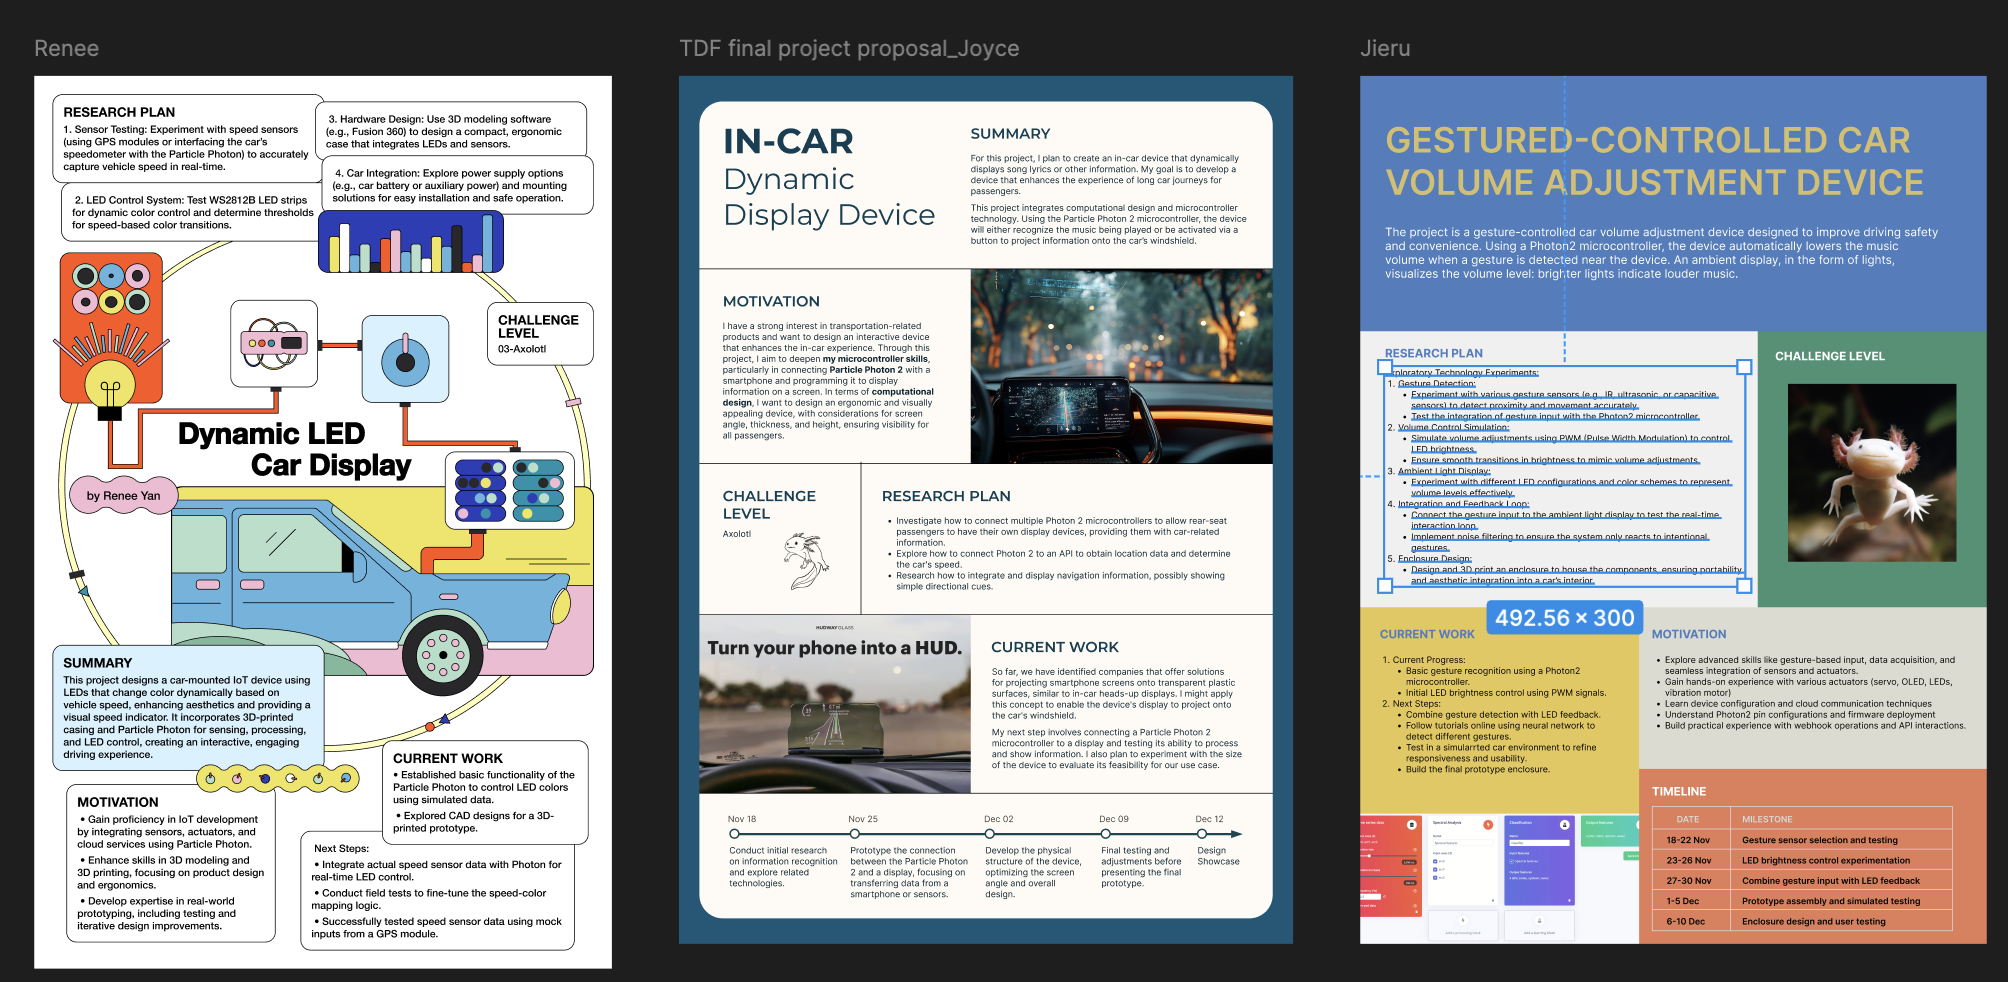 Renee
RESEARCH PLAN
1. Sensor Testing: Experiment with speed sensors
(using GPS modules or interfacing the car's
speedometer with the Particle Photon) to accurately
capture vehicle speed in real-time.
2. LED Control System: Test WS2812B LED strips
for dynamic color control and determine thresholds
for speed-based color transitions.
3. Hardware Design: Use 3D modeling software
(e.g., Fusion 360) to design a compact, ergonomic
case that integrates LEDs and sensors.
4. Car Integration: Explore power supply options
(e.g., car battery or auxiliary power) and mounting
solutions for easy installation and safe operation.
CHALLENGE
LEVEL
03-Axolotl
Dynamic LED
Car Display
by Renee Yan
SUMMARY
This project designs a car-mounted IoT device using
LEDs that change color dynamically based on
vehicle speed, enhancing aesthetics and providing a
visual speed indicator. It incorporates 3D-printed
casing and Particle Photon for sensing, processing,
and LED control, creating an interactive, engaging
driving experience.
MOTIVATION
• Gain proficiency in IoT development
by integrating sensors, actuators, and
cloud services using Particle Photon.
• Enhance skills in 3D modeling and
3D printing, focusing on product design
and ergonomics.
• Develop expertise in real-world
prototyping, including testing and
iterative design improvements.
CURRENT WORK
• Established basic functionality of the
Particle Photon to control LED colors
using simulated data.
• Explored CAD designs for a 3D-
printed prototype.
Next Steps:
• Integrate actual speed sensor data with Photon for
real-time LED control.
• Conduct field tests to fine-tune the speed-color
mapping logic.
• Successfully tested speed sensor data using mock
inputs from a GPS module.
TDF final project proposal_Joyce
IN-CAR
Dynamic
Display Device
SUMMARY
For this project, I plan to create an in-car device that dynamically
displays song lyrics or other information. My goal is to develop a
device that enhances the experience of long car journeys for
passengers.
This project integrates computational design and microcontroller
technology. Using the Particle Photon 2 microcontroller, the device
will either recognize the music being played or be activated via a
button to project information onto the car's windshield.
MOTIVATION
I have a strong interest in transportation-related
products and want to design an interactive device
that enhances the in-car experience. Through this
project, I aim to deepen my microcontroller skills,
particularly in connecting Particle Photon 2 with a
smartphone and programming it to display
information on a screen. In terms of computational
design, I want to design an ergonomic and visually
appealing device, with considerations for screen
angle, thickness, and height, ensuring visibility for
all passengers.
CHALLENGE
LEVEL
Axolotl
RESEARCH PLAN
• Investigate how to connect multiple Photon 2 microcontrollers to allow rear-seat
passengers to have their own display devices, providing them with car-related
information.
• Explore how to connect Photon 2 to an API to obtain location data and determine
the car's speed.
• Research how to integrate and display navigation information, possibly showing
simple directional cues.
HUDWAY GLASS
Turn your phone into a HUD.
CURRENT WORK
So far, we have identified companies that offer solutions
for projecting smartphone screens onto transparent plastic
surfaces, similar to in-car heads-up displays. I might apply
this concept to enable the device's display to project onto
the car's windshield.
My next step involves connecting a Particle Photon 2
microcontroller to a display and testing its ability to process
and show information. I also plan to experiment with the size
of the device to evaluate its feasibility for our use case.
Nov 18
Conduct initial research
on information recognition
and explore related
technologies.
Nov 25
Prototype the connection
between the Particle Photon
2 and a display, focusing on
transferring data from a
smartphone or sensors.
Dec 02
Develop the physical
structure of the device,
optimizing the screen
angle and overall
design.
Dec 09
Final testing and
adjustments before
presenting the final
prototype.
Dec 12
Design
Showcase
Jieru
GESTURED-CONTROLLED CAR
VOLUME ADJUSTMENT DEVICE
The project is a gesture-controlled car volume adjustment device designed to improve driving safety
and convenience. Using a Photon2 microcontroller, the device automatically lowers the music
volume when a gesture is detected near the device. An ambient display, in the form of lights,
visualizes the volume level: brighter lights indicate louder music.
RESEARCH PLAN
Exploratory Technology Experiments:
1. Gesture Detection:
• Experiment with various gesture sensors (e.g., IR, ultrasonic, or capacitive
sensors) to detect proximity and movement accurately.
• Test the integration of gesture input with the Photon2 microcontroller.
2. Volume Control Simulation:
• Simulate volume adjustments using PWM (Pulse Width Modulation) to control
LED brightness.
• Ensure smooth transitions in brightness to mimic volume adjustments.
3. Ambient Light Display:
• Experiment with different LED configurations and color schemes to represent
volume levels effectively.
4. Integration and Feedback Loop:
• Connect the gesture input to the ambient light display to test the real-time
interaction loop.
• Implement noise filtering to ensure the system only reacts to intentional
gestures.
5. Enclosure Design:
• Design and 3D print an enclosure to house the components, ensuring portability
and aesthetic integration into a car's interior.
492.56 × 300
CHALLENGE LEVEL
CURRENT WORK
1. Current Progress:
• Basic gesture recognition using a Photon2
microcontroller.
• Initial LED brightness control using PWM signals.
2. Next Steps:
• Combine gesture detection with LED feedback.
• Follow tutorials online using neural network to
detect different gestures.
• Test in a simularrted car environment to refine
responsiveness and usability.
• Build the final prototype enclosure.
MOTIVATION
• Explore advanced skills like gesture-based input, data acquisition, and
seamless integration of sensors and actuators.
• Gain hands-on experience with various actuators (servo, OLED, LEDs,
vibration motor)
• Learn device configuration and cloud communication techniques
• Understand Photon2 pin configurations and firmware deployment
• Build practical experience with webhook operations and API interactions.
TIMELINE
DATE MILESTONE
18-22 Nov Gesture sensor selection and testing
23-26 Nov LED brightness control experimentation
27-30 Nov Combine gesture input with LED feedback
1-5 Dec Prototype assembly and simulated testing
6-10 Dec Enclosure design and user testing
Spectral Analysis
Classification
Output features